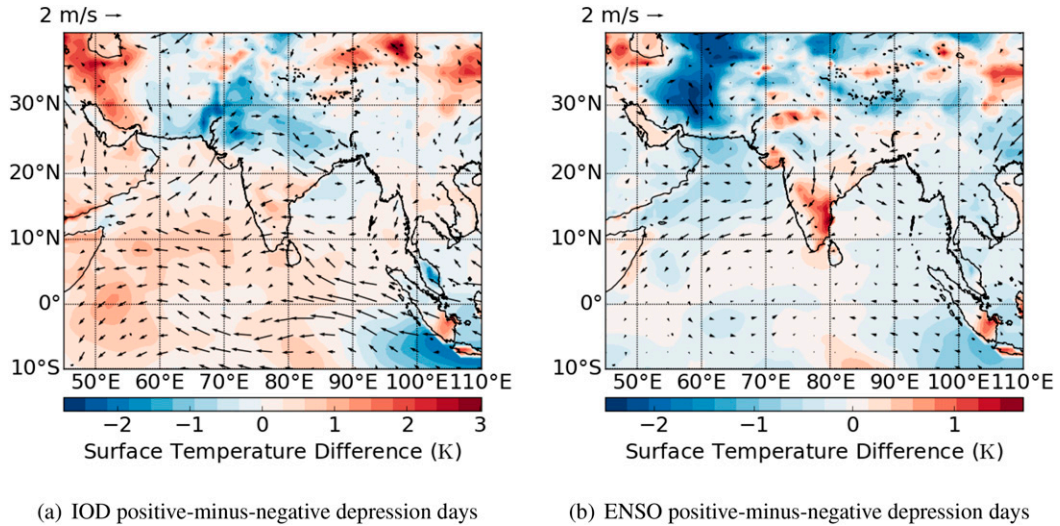 2 m/s →
30°N
20°N
10°N
0°
10°S
50°E 60°E 70°E 80°E 90°E 100°E 110°E
−2 −1 0 1 2 3
Surface Temperature Difference (K)
(a) IOD positive-minus-negative depression days
2 m/s →
30°N
20°N
10°N
0°
10°S
50°E 60°E 70°E 80°E 90°E 100°E110°E
−2 −1 0 1
Surface Temperature Difference (K)
(b) ENSO positive-minus-negative depression days